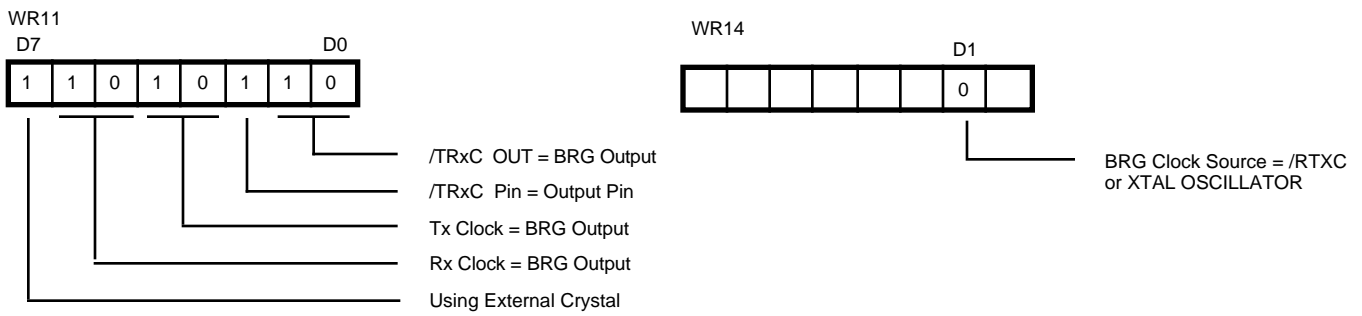 WR11
D7 D0
1 1 0 1 0 1 1 0
/TRxC OUT = BRG Output
/TRxC Pin = Output Pin
Tx Clock = BRG Output
Rx Clock = BRG Output
Using External Crystal
WR14
D1
0
BRG Clock Source = /RTXC
or XTAL OSCILLATOR